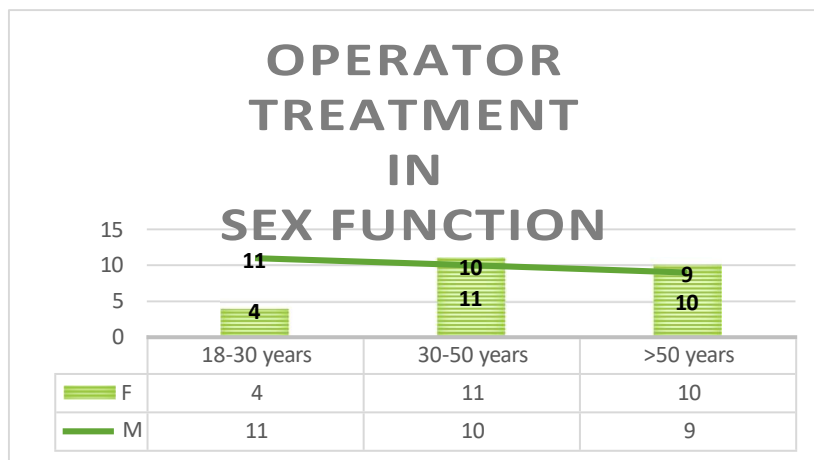 OPERATOR
TREATMENT
IN
SEX FUNCTION
15
10
5
0
11
10
9
4
11
10
18-30 years 30-50 years >50 years
F 4 11 10
M 11 10 9